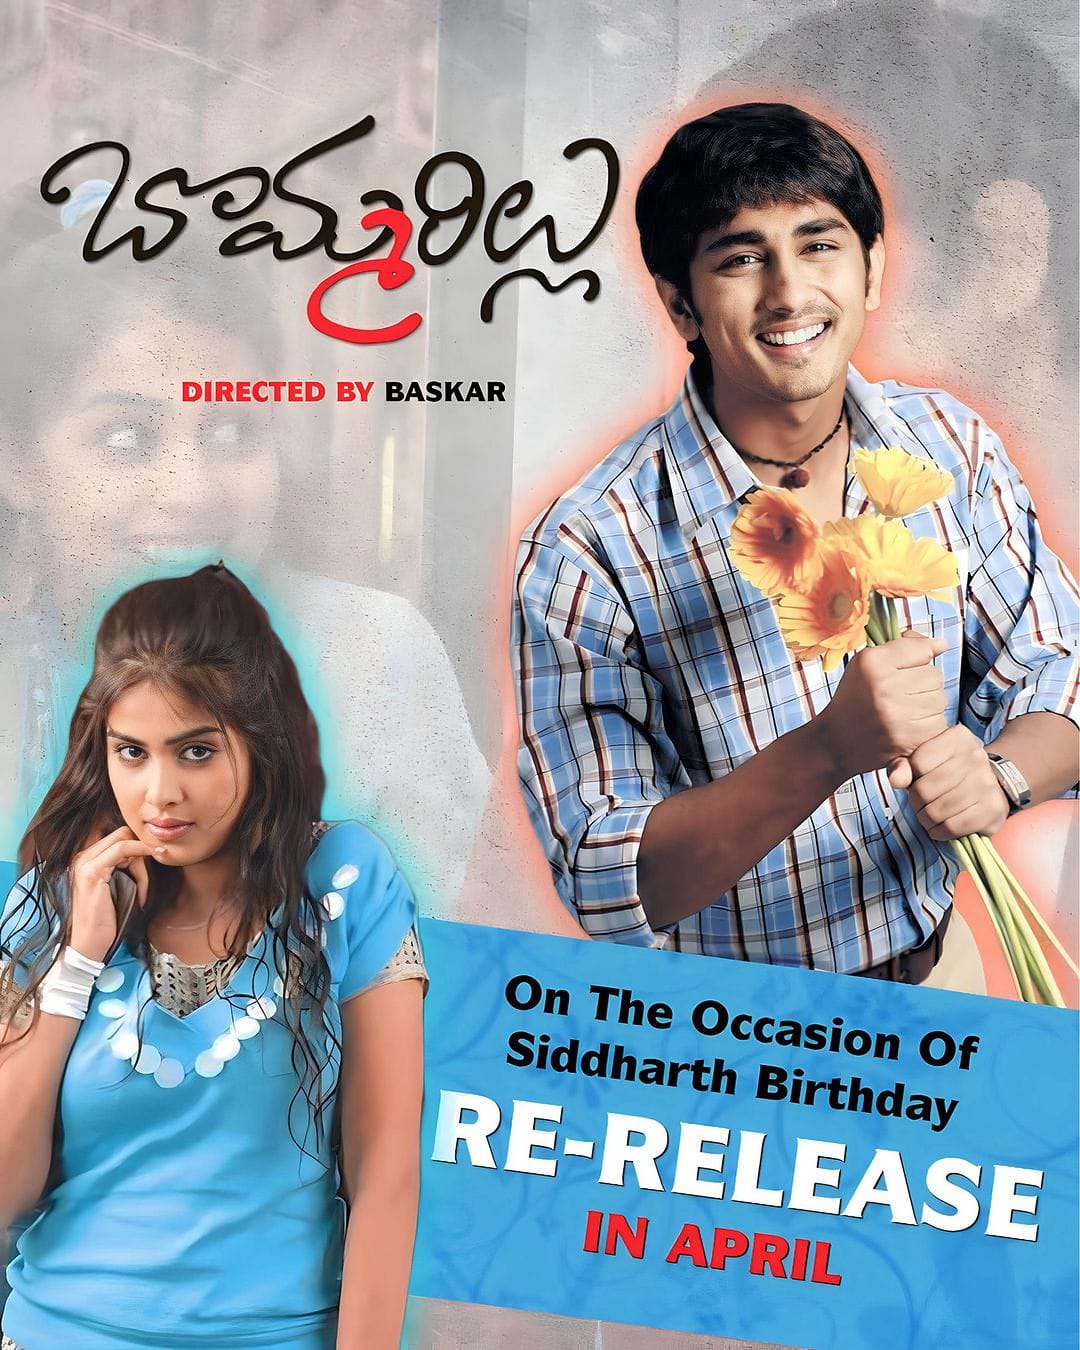 బొమ్మరిల్లు
DIRECTED BY BASKAR
On The Occasion Of
Siddharth Birthday
RE-RELEASE
IN APRIL